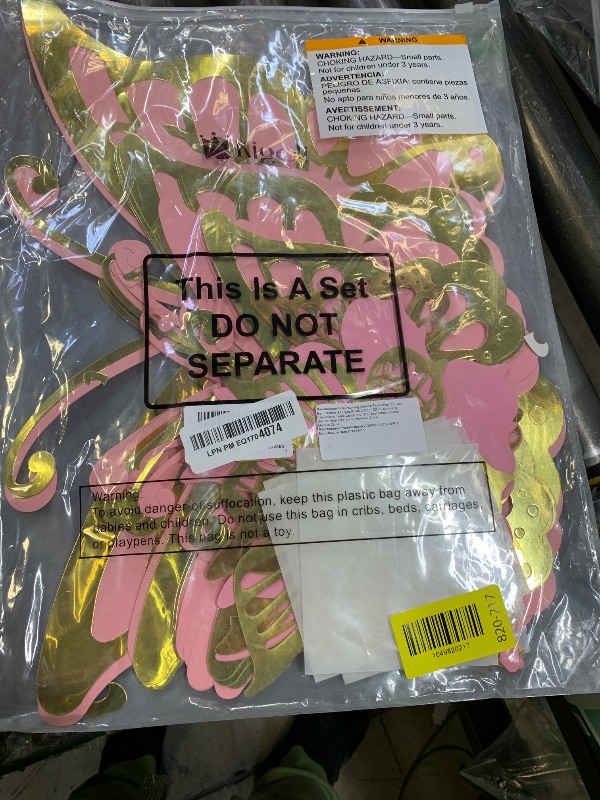 WARNING
WARNING:
CHOKING HAZARD—Small parts.
Not for children under 3 years.
ADVERTENCIA:
PELIGRO DE ASFIXIA: contiene piezas
pequeñas.
No apto para niños menores de 3 años.
AVERTISSEMENT:
CHOKING HAZARD—Small parts.
Not for children under 3 years.
This Is A Set
DO NOT
SEPARATE
LPN PM EG1704074
Warning:
To avoid danger of suffocation, keep this plastic bag away from
babies and children. Do not use this bag in cribs, beds, carriages,
or playpens. This bag is not a toy.
820-217
1049820217